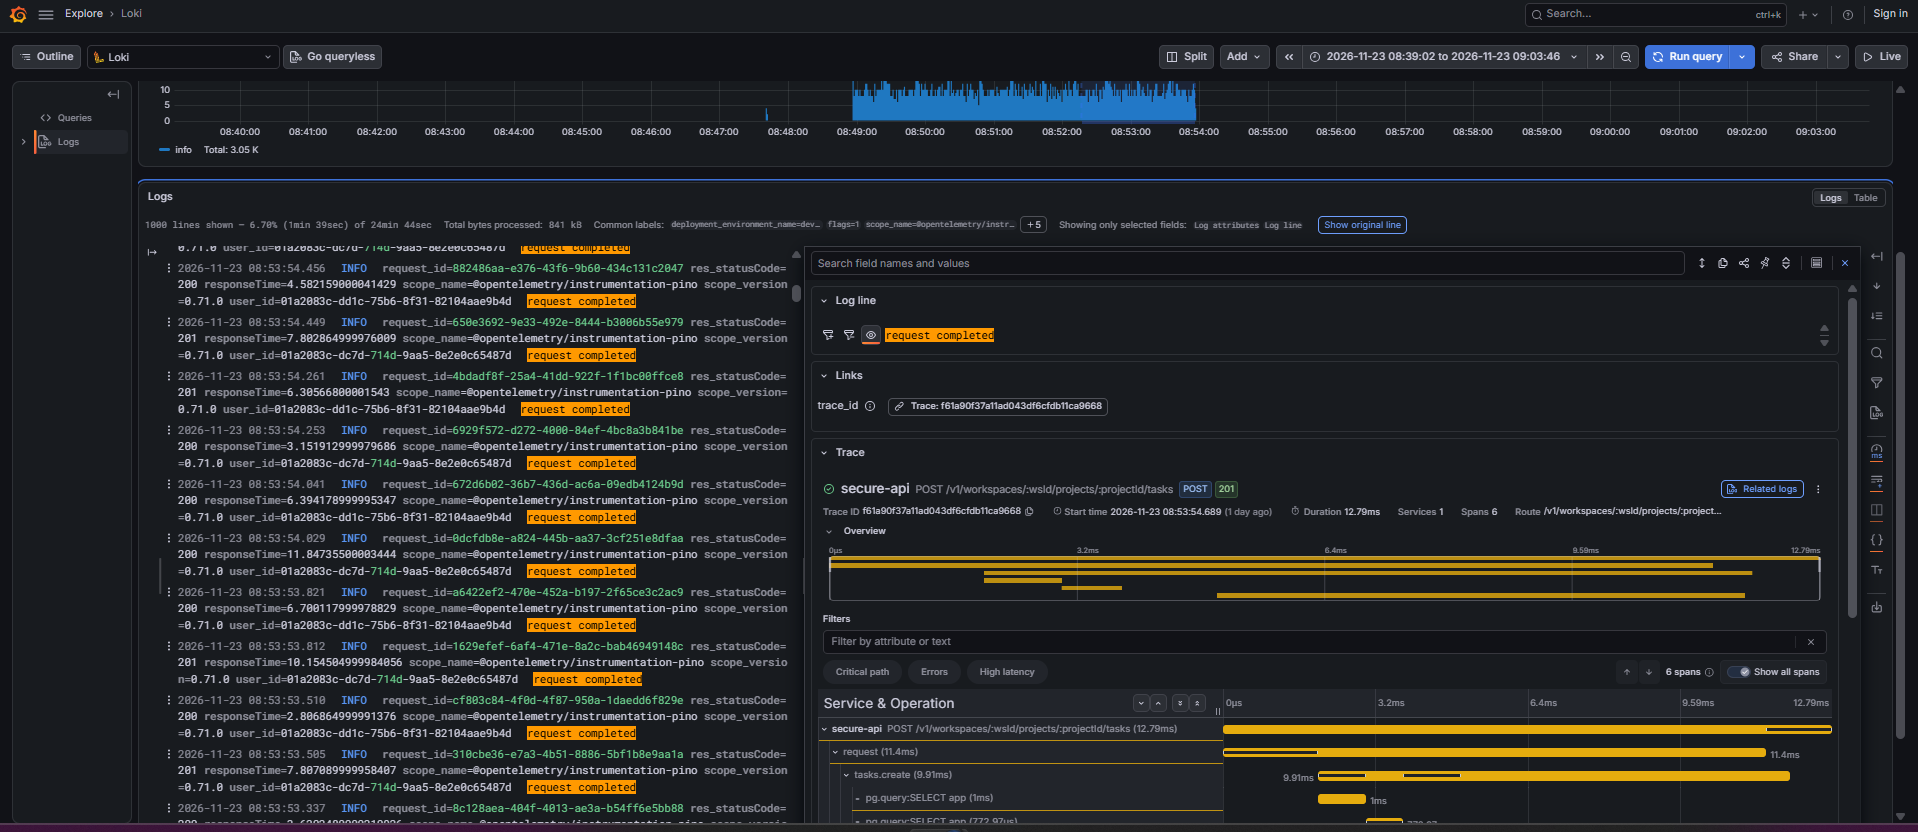 Explore › Loki
Search... ctrl+k
Sign in
Outline
Loki
Go queryless
Split
Add
2026-11-23 08:39:02 to 2026-11-23 09:03:46
Run query
Share
Live
Queries
Logs
10
5
0
08:40:00 08:41:00 08:42:00 08:43:00 08:44:00 08:45:00 08:46:00 08:47:00 08:48:00 08:49:00 08:50:00 08:51:00 08:52:00 08:53:00 08:54:00 08:55:00 08:56:00 08:57:00 08:58:00 08:59:00 09:00:00 09:01:00 09:02:00 09:03:00
info Total: 3.05 K
Logs
Logs Table
1000 lines shown — 6.70% (1min 39sec) of 24min 44sec Total bytes processed: 841 kB Common labels: deployment_environment_name=dev… flags=1 scope_name=@opentelemetry/instr… +5 Showing only selected fields: Log attributes Log line Show original line
0.71.0 user_id=01a2083c-dc7d-714d-9aa5-8e2e0c65487d request completed
2026-11-23 08:53:54.456 INFO request_id=882486aa-e376-43f6-9b60-434c131c2047 res_statusCode=
200 responseTime=4.582159000041429 scope_name=@opentelemetry/instrumentation-pino scope_version
=0.71.0 user_id=01a2083c-dd1c-75b6-8f31-82104aae9b4d request completed
2026-11-23 08:53:54.449 INFO request_id=650e3692-9e33-492e-8444-b3006b55e979 res_statusCode=
201 responseTime=7.802864999976009 scope_name=@opentelemetry/instrumentation-pino scope_version
=0.71.0 user_id=01a2083c-dc7d-714d-9aa5-8e2e0c65487d request completed
2026-11-23 08:53:54.261 INFO request_id=4bdadf8f-25a4-41dd-922f-1f1bc00ffce8 res_statusCode=
201 responseTime=6.30566800001543 scope_name=@opentelemetry/instrumentation-pino scope_version=
0.71.0 user_id=01a2083c-dd1c-75b6-8f31-82104aae9b4d request completed
2026-11-23 08:53:54.253 INFO request_id=6929f572-d272-4000-84ef-4bc8a3b841be res_statusCode=
200 responseTime=3.151912999979686 scope_name=@opentelemetry/instrumentation-pino scope_version
=0.71.0 user_id=01a2083c-dc7d-714d-9aa5-8e2e0c65487d request completed
2026-11-23 08:53:54.041 INFO request_id=672d6b02-36b7-436d-ac6a-09edb4124b9d res_statusCode=
200 responseTime=6.394178999995347 scope_name=@opentelemetry/instrumentation-pino scope_version
=0.71.0 user_id=01a2083c-dd1c-75b6-8f31-82104aae9b4d request completed
2026-11-23 08:53:54.029 INFO request_id=0dcfdb8e-a824-445b-aa37-3cf251e8dfaa res_statusCode=
200 responseTime=11.84735500003444 scope_name=@opentelemetry/instrumentation-pino scope_version
=0.71.0 user_id=01a2083c-dc7d-714d-9aa5-8e2e0c65487d request completed
2026-11-23 08:53:53.821 INFO request_id=a6422ef2-470e-452a-b197-2f65ce3c2ac9 res_statusCode=
200 responseTime=6.700117999978829 scope_name=@opentelemetry/instrumentation-pino scope_version
=0.71.0 user_id=01a2083c-dd1c-75b6-8f31-82104aae9b4d request completed
2026-11-23 08:53:53.812 INFO request_id=1629efef-6af4-471e-8a2c-bab46949148c res_statusCode=
201 responseTime=10.154504999984056 scope_name=@opentelemetry/instrumentation-pino scope_versio
n=0.71.0 user_id=01a2083c-dc7d-714d-9aa5-8e2e0c65487d request completed
2026-11-23 08:53:53.510 INFO request_id=cf803c84-4f0d-4f87-950a-1daedd6f829e res_statusCode=
200 responseTime=2.806864999991376 scope_name=@opentelemetry/instrumentation-pino scope_version
=0.71.0 user_id=01a2083c-dc7d-714d-9aa5-8e2e0c65487d request completed
2026-11-23 08:53:53.505 INFO request_id=310cbe36-e7a3-4b51-8886-5bf1b8e9aa1a res_statusCode=
201 responseTime=7.807089999958407 scope_name=@opentelemetry/instrumentation-pino scope_version
=0.71.0 user_id=01a2083c-dd1c-75b6-8f31-82104aae9b4d request completed
2026-11-23 08:53:53.337 INFO request_id=8c128aea-404f-4013-ae3a-b54ff6e5bb88 res_statusCode=
Search field names and values
Log line
request completed
Links
trace_id Trace: f61a90f37a11ad043df6cfdb11ca9668
Trace
secure-api POST /v1/workspaces/:wsId/projects/:projectId/tasks POST 201
Related logs
Trace ID f61a90f37a11ad043df6cfdb11ca9668 Start time 2026-11-23 08:53:54.689 (1 day ago) Duration 12.79ms Services 1 Spans 6 Route /v1/workspaces/:wsId/projects/:project…
Overview
0µs 3.2ms 6.4ms 9.59ms 12.79ms
Filters
Filter by attribute or text
Critical path Errors High latency
6 spans Show all spans
Service & Operation
0µs 3.2ms 6.4ms 9.59ms 12.79ms
secure-api POST /v1/workspaces/:wsId/projects/:projectId/tasks (12.79ms)
request (11.4ms) 11.4ms
tasks.create (9.91ms) 9.91ms
pg.query:SELECT app (1ms) 1ms
pg.query:SELECT app (772.97µs)